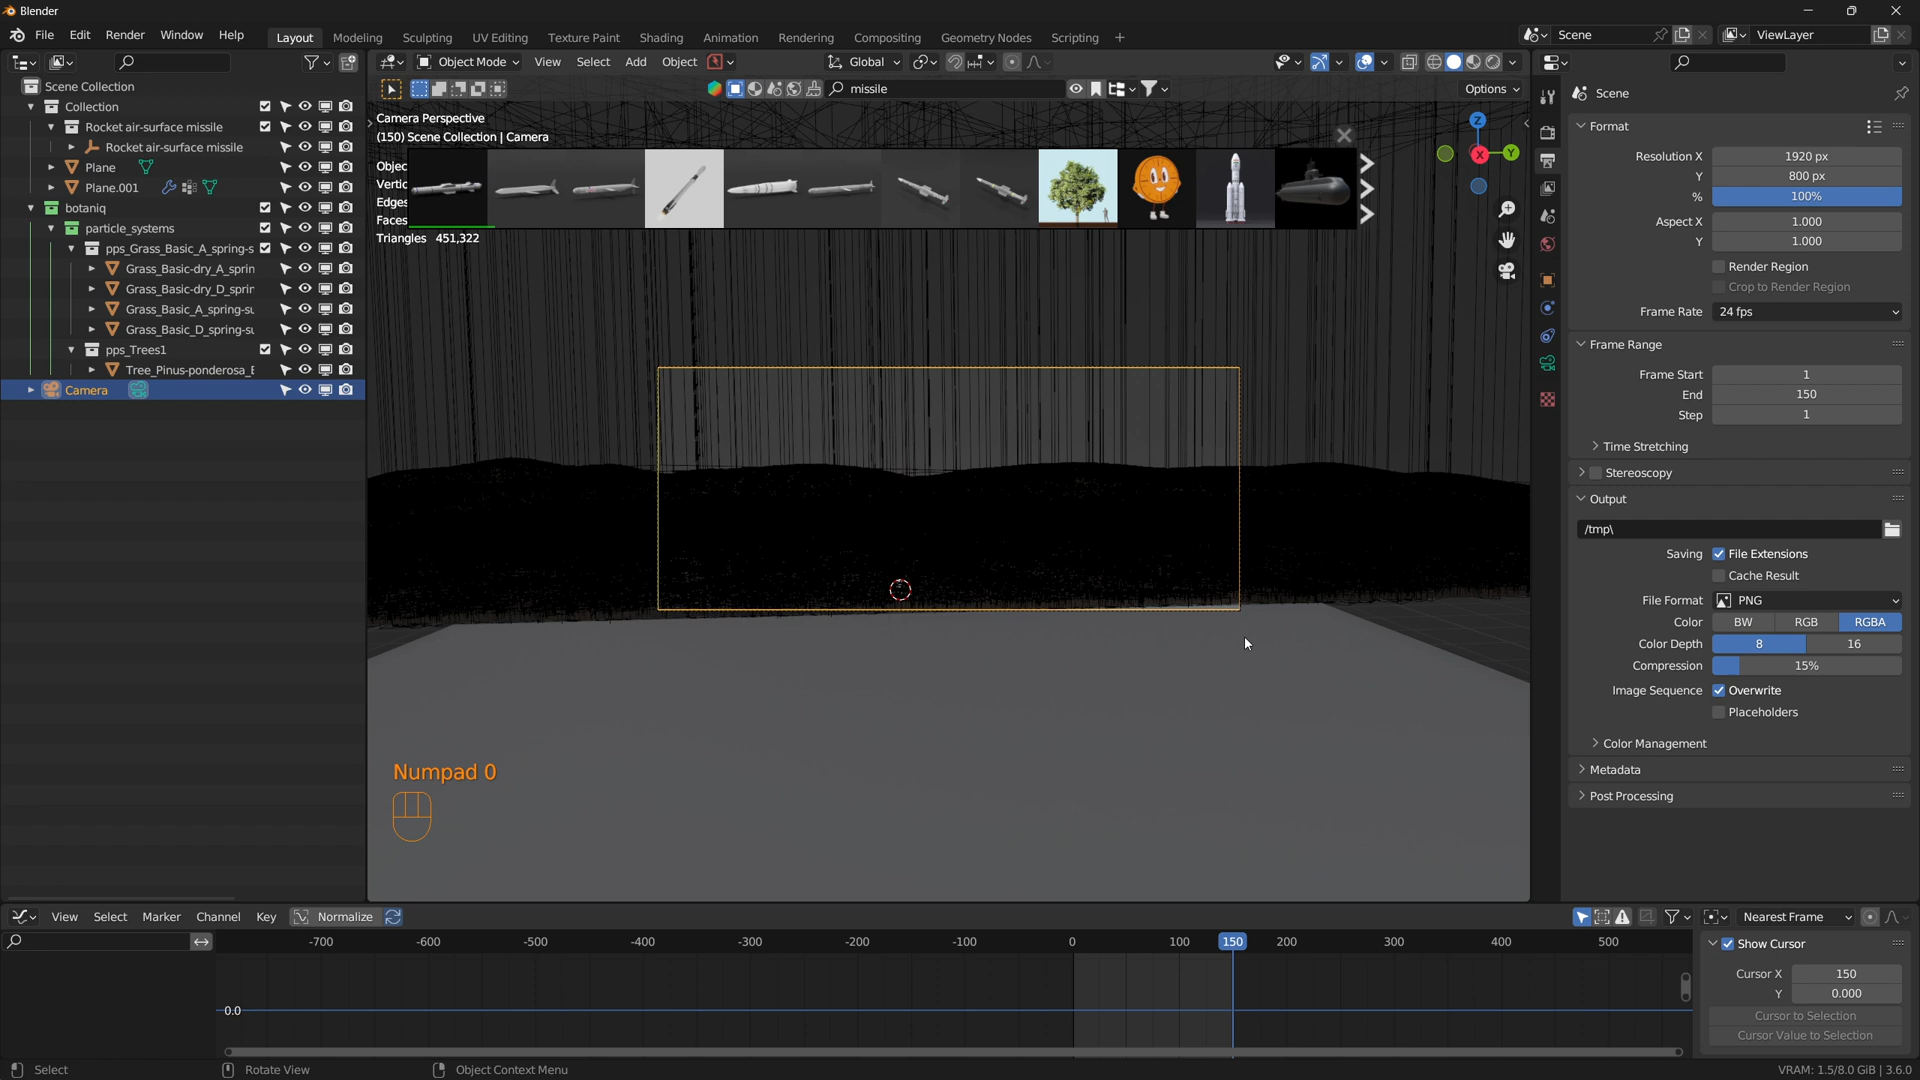 Blender
File Edit Render Window Help Layout Modeling Sculpting UV Editing Texture Paint Shading Animation Rendering Compositing Geometry Nodes Scripting + Scene ViewLayer
Object Mode View Select Add Object Global
missile Options
Scene Collection
Collection
Rocket air-surface missile
Rocket air-surface missile
Plane
Plane.001
botaniq
particle_systems
pps_Grass_Basic_A_spring-s
Grass_Basic-dry_A_sprin
Grass_Basic-dry_D_sprin
Grass_Basic_A_spring-su
Grass_Basic_D_spring-su
pps_Trees1
Tree_Pinus-ponderosa_E
Camera
Camera Perspective
(150) Scene Collection | Camera
Objec
Vertic
Edges
Faces
Triangles 451,322
Z
Y
X
Numpad 0
Scene
Format
Resolution X 1920 px
Y 800 px
% 100%
Aspect X 1.000
Y 1.000
Render Region
Crop to Render Region
Frame Rate 24 fps
Frame Range
Frame Start 1
End 150
Step 1
Time Stretching
Stereoscopy
Output
/tmp\
Saving File Extensions
Cache Result
File Format PNG
Color BW RGB RGBA
Color Depth 8 16
Compression 15%
Image Sequence Overwrite
Placeholders
Color Management
Metadata
Post Processing
View Select Marker Channel Key Normalize Nearest Frame
-700 -600 -500 -400 -300 -200 -100 0 100 150 200 300 400 500
0.0
Show Cursor
Cursor X 150
Y 0.000
Cursor to Selection
Cursor Value to Selection
Select Rotate View Object Context Menu VRAM: 1.5/8.0 GiB | 3.6.0